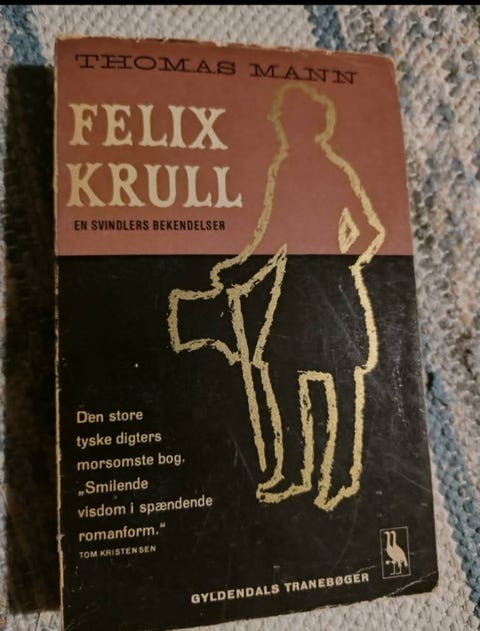 THOMAS MANN
FELIX
KRULL
EN SVINDLERS BEKENDELSER
Den store
tyske digters
morsomste bog.
„Smilende
visdom i spændende
romanform.“
TOM KRISTENSEN
GYLDENDALS TRANEBØGER